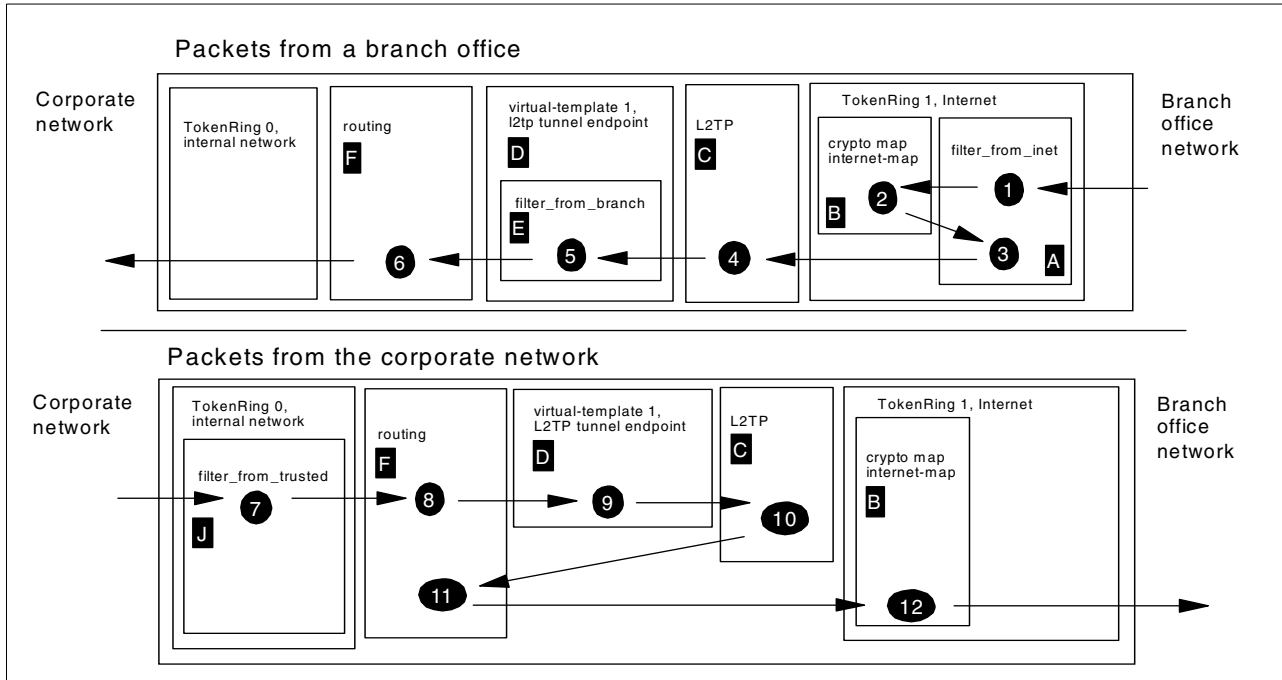 Packets from a branch office
Corporate
network
TokenRing 0,
internal network
routing
F
6
virtual-template 1,
l2tp tunnel endpoint
D
filter_from_branch
E
5
L2TP
C
4
TokenRing 1, Internet
crypto map
internet-map
2
B
filter_from_inet
1
3
A
Branch
office
network
Packets from the corporate network
Corporate
network
TokenRing 0,
internal network
filter_from_trusted
7
J
routing
F
8
11
virtual-template 1,
L2TP tunnel endpoint
D
9
L2TP
C
10
TokenRing 1, Internet
crypto map
internet-map
B
12
Branch
office
network